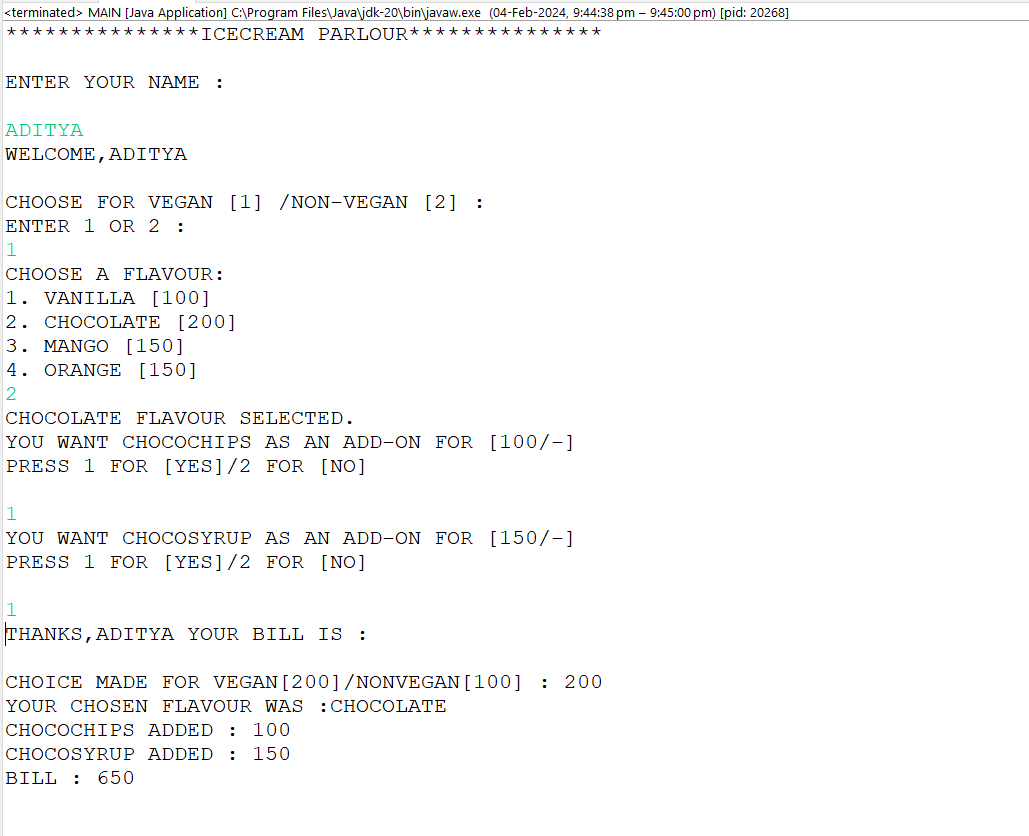 <terminated> MAIN [Java Application] C:\Program Files\Java\jdk-20\bin\javaw.exe (04-Feb-2024, 9:44:38 pm – 9:45:00 pm) [pid: 20268]
***************ICECREAM PARLOUR***************
ENTER YOUR NAME :
ADITYA
WELCOME,ADITYA
CHOOSE FOR VEGAN [1] /NON-VEGAN [2] :
ENTER 1 OR 2 :
1
CHOOSE A FLAVOUR:
1. VANILLA [100]
2. CHOCOLATE [200]
3. MANGO [150]
4. ORANGE [150]
2
CHOCOLATE FLAVOUR SELECTED.
YOU WANT CHOCOCHIPS AS AN ADD-ON FOR [100/-]
PRESS 1 FOR [YES]/2 FOR [NO]
1
YOU WANT CHOCOSYRUP AS AN ADD-ON FOR [150/-]
PRESS 1 FOR [YES]/2 FOR [NO]
1
THANKS,ADITYA YOUR BILL IS :
CHOICE MADE FOR VEGAN[200]/NONVEGAN[100] : 200
YOUR CHOSEN FLAVOUR WAS :CHOCOLATE
CHOCOCHIPS ADDED : 100
CHOCOSYRUP ADDED : 150
BILL : 650